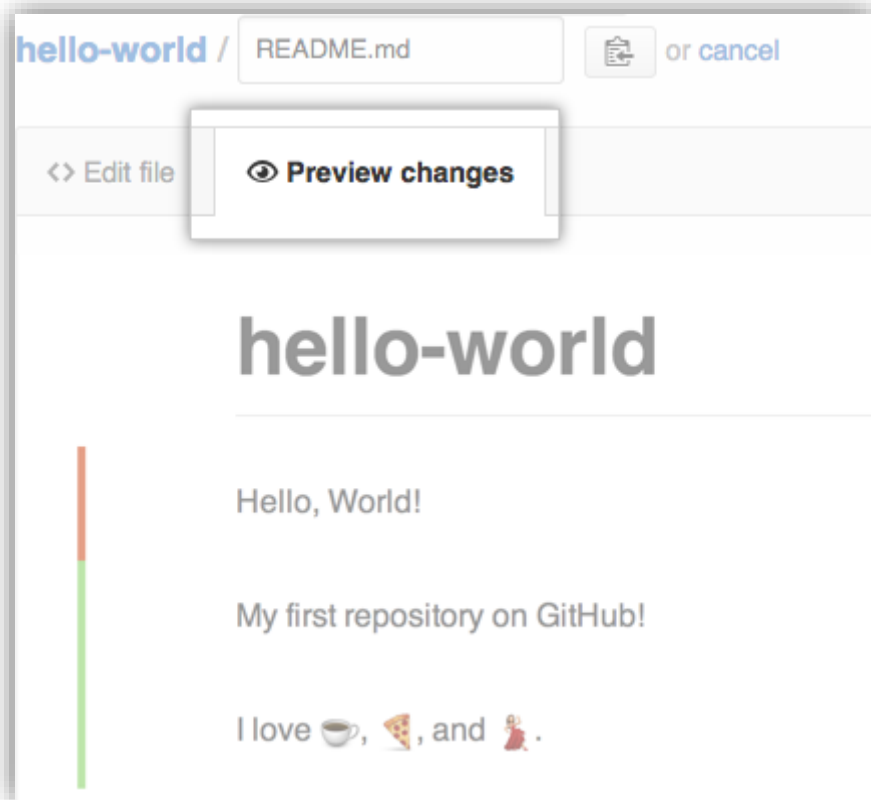 hello-world / README.md or cancel
<> Edit file Preview changes
hello-world
Hello, World!
My first repository on GitHub!
I love ☕, 🍕, and 💃.